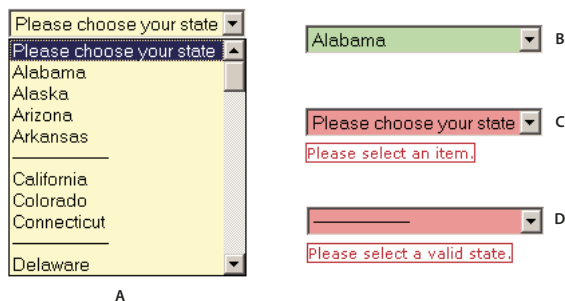 Please choose your state
Please choose your state
Alabama
Alaska
Arizona
Arkansas
California
Colorado
Connecticut
Delaware
A
Alabama
B
Please choose your state
C
Please select an item.
D
Please select a valid state.